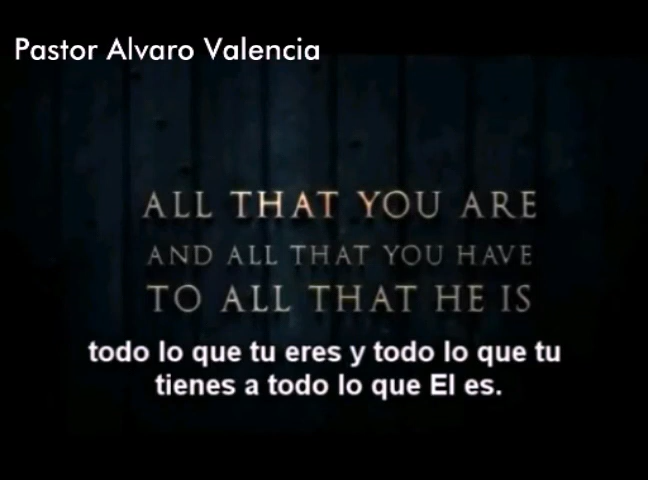 Pastor Alvaro Valencia
ALL THAT YOU ARE
AND ALL THAT YOU HAVE
TO ALL THAT HE IS
todo lo que tu eres y todo lo que tu
tienes a todo lo que El es.